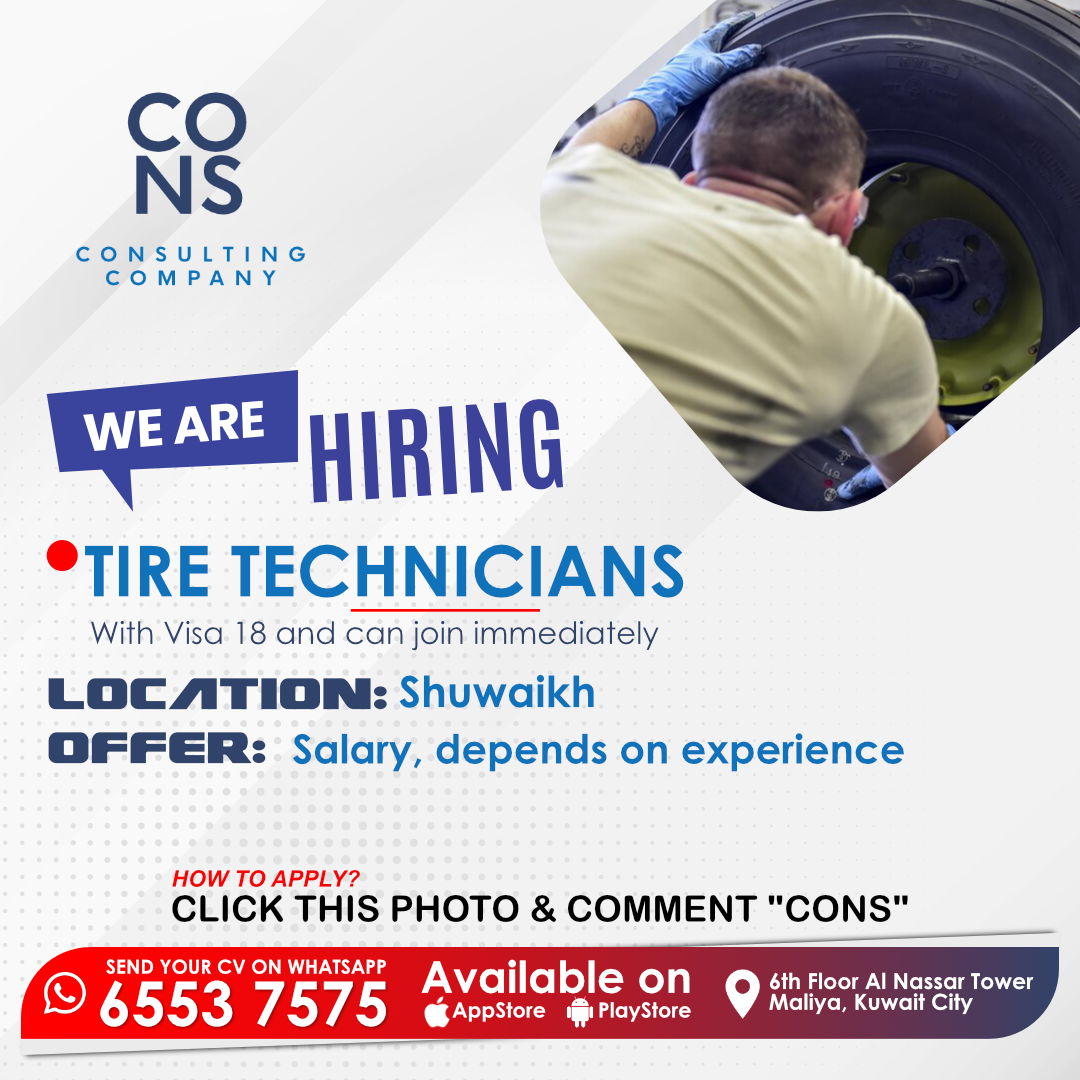 CO
NS
CONSULTING
COMPANY
WE ARE
HIRING
TIRE TECHNICIANS
With Visa 18 and can join immediately
LOCATION: Shuwaikh
OFFER: Salary, depends on experience
HOW TO APPLY?
CLICK THIS PHOTO & COMMENT "CONS"
SEND YOUR CV ON WHATSAPP
6553 7575
Available on
AppStore PlayStore
6th Floor Al Nassar Tower
Maliya, Kuwait City